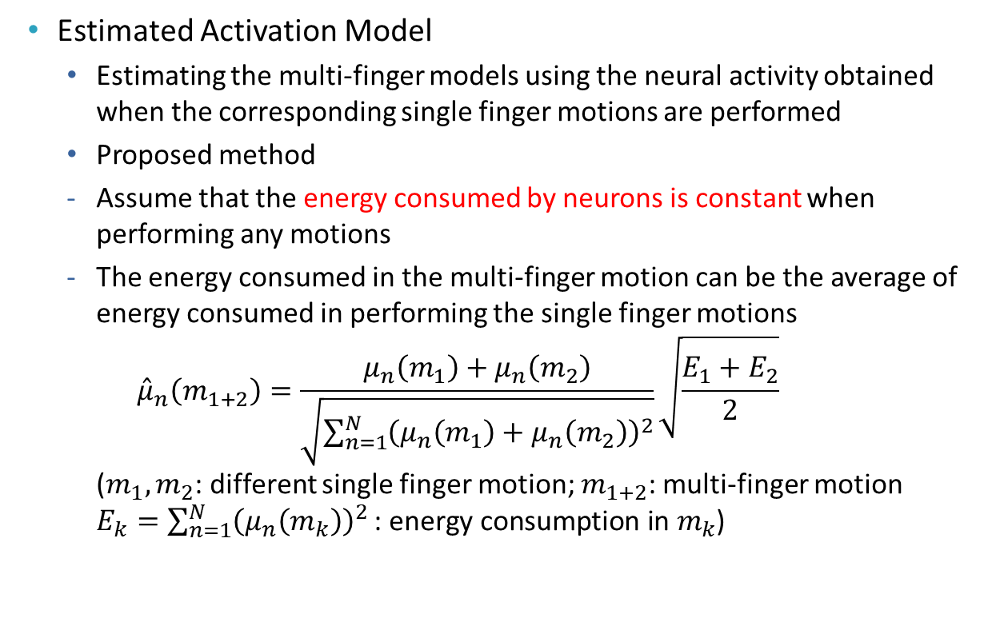 • Estimated Activation Model
• Estimating the multi-finger models using the neural activity obtained
when the corresponding single finger motions are performed
• Proposed method
- Assume that the energy consumed by neurons is constant when
performing any motions
- The energy consumed in the multi-finger motion can be the average of
energy consumed in performing the single finger motions
$\hat{\mu}_n(m_{1+2}) = \frac{\mu_n(m_1) + \mu_n(m_2)}{\sqrt{\sum_{n=1}^{N}(\mu_n(m_1) + \mu_n(m_2))^2}} \sqrt{\frac{E_1 + E_2}{2}}$
($m_1, m_2$: different single finger motion; $m_{1+2}$: multi-finger motion
$E_k = \sum_{n=1}^{N}(\mu_n(m_k))^2$ : energy consumption in $m_k$)